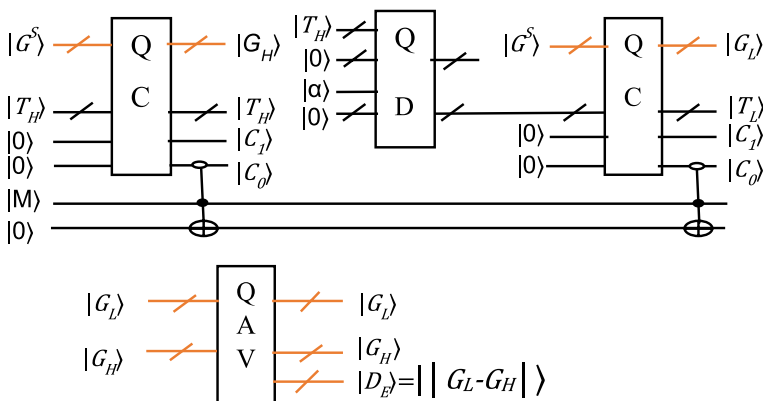 |G^S⟩ Q |G_H⟩
C
|T_H⟩ |T_H⟩
|0⟩ |C_1⟩
|0⟩ |C_0⟩
|M⟩
|0⟩
|T_H⟩ Q
|0⟩
|α⟩ D
|0⟩
|G^S⟩ Q |G_L⟩
C
|T_L⟩
|0⟩ |C_1⟩
|0⟩ |C_0⟩
|G_L⟩ Q |G_L⟩
A
|G_H⟩ V |G_H⟩
|D_E⟩=||G_L-G_H|⟩